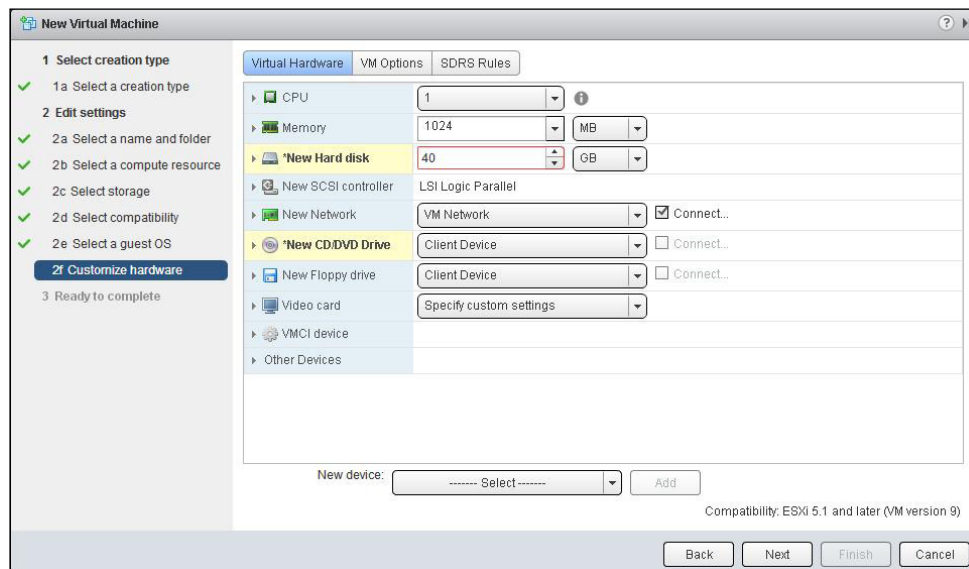 New Virtual Machine
?
1 Select creation type
1a Select a creation type
2 Edit settings
2a Select a name and folder
2b Select a compute resource
2c Select storage
2d Select compatibility
2e Select a guest OS
2f Customize hardware
3 Ready to complete
Virtual Hardware VM Options SDRS Rules
CPU 1
Memory 1024 MB
*New Hard disk 40 GB
New SCSI controller LSI Logic Parallel
New Network VM Network Connect...
*New CD/DVD Drive Client Device Connect...
New Floppy drive Client Device Connect...
Video card Specify custom settings
VMCI device
Other Devices
New device: ------- Select ------- Add
Compatibility: ESXi 5.1 and later (VM version 9)
Back Next Finish Cancel